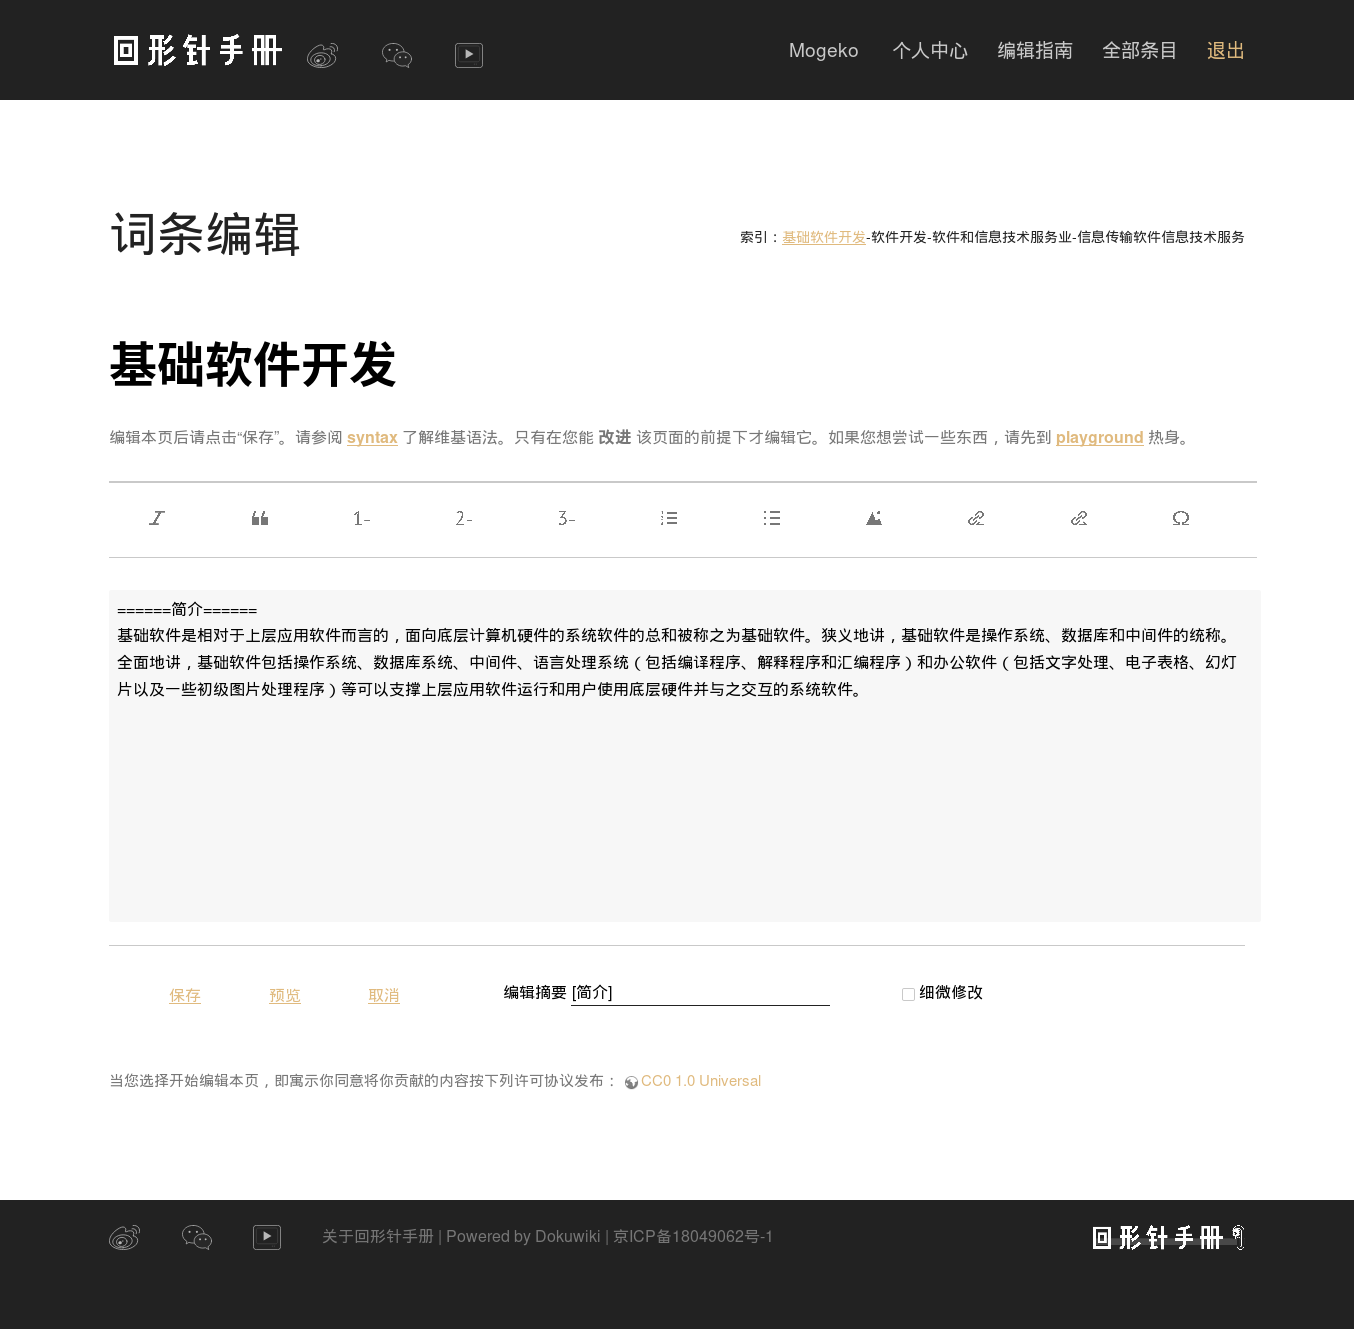 回形针手册
Mogeko 个人中心 编辑指南 全部条目 退出
词条编辑
索引：基础软件开发-软件开发-软件和信息技术服务业-信息传输软件信息技术服务
基础软件开发
编辑本页后请点击“保存”。请参阅 syntax 了解维基语法。只有在您能 改进 该页面的前提下才编辑它。如果您想尝试一些东西，请先到 playground 热身。
1- 2- 3-
======简介======
基础软件是相对于上层应用软件而言的，面向底层计算机硬件的系统软件的总和被称之为基础软件。狭义地讲，基础软件是操作系统、数据库和中间件的统称。
全面地讲，基础软件包括操作系统、数据库系统、中间件、语言处理系统（包括编译程序、解释程序和汇编程序）和办公软件（包括文字处理、电子表格、幻灯
片以及一些初级图片处理程序）等可以支撑上层应用软件运行和用户使用底层硬件并与之交互的系统软件。
保存 预览 取消 编辑摘要 [简介] 细微修改
当您选择开始编辑本页，即寓示你同意将你贡献的内容按下列许可协议发布： CC0 1.0 Universal
关于回形针手册 | Powered by Dokuwiki | 京ICP备18049062号-1 回形针手册